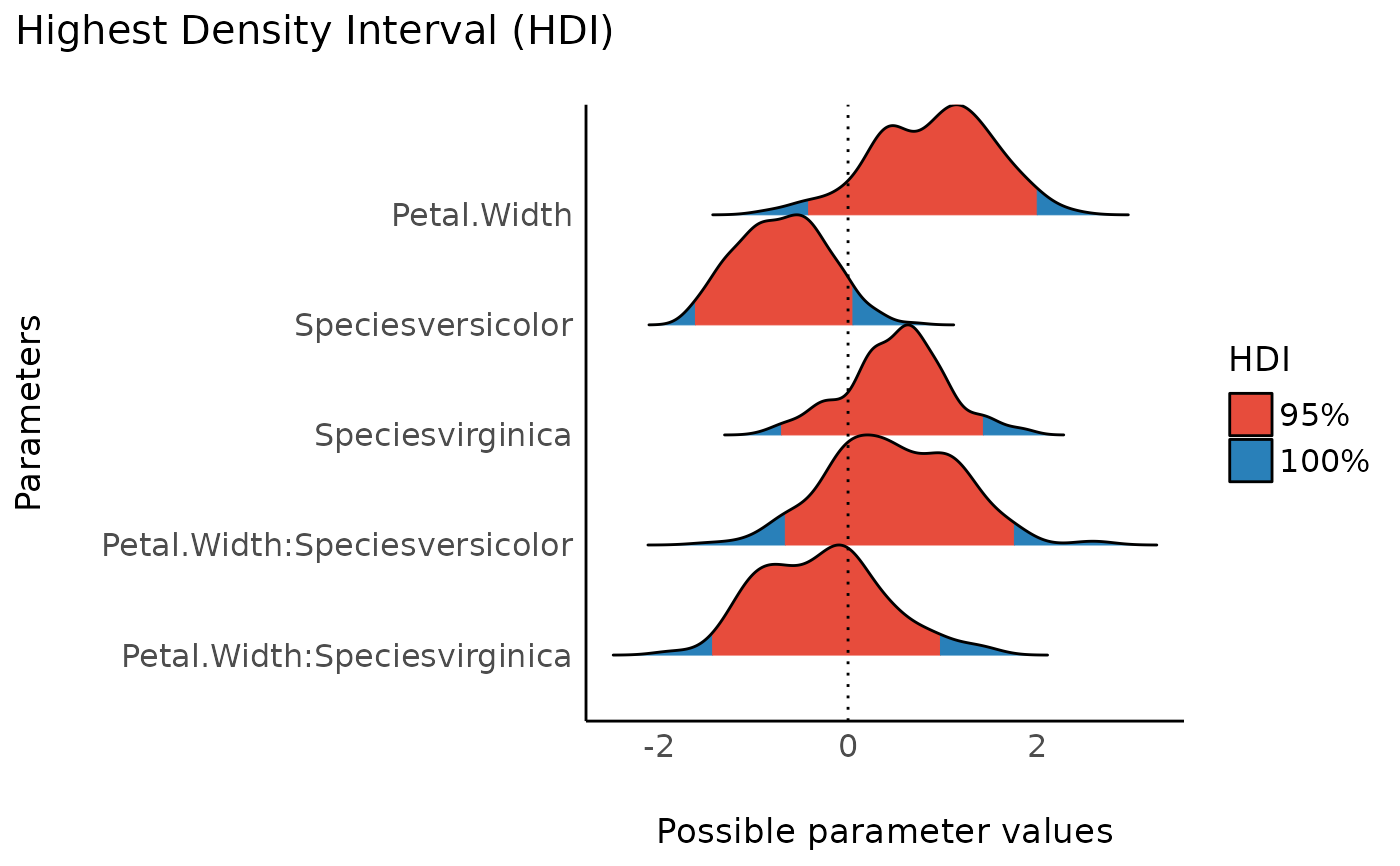 Highest Density Interval (HDI)
Parameters
Petal.Width
Speciesversicolor
Speciesvirginica
Petal.Width:Speciesversicolor
Petal.Width:Speciesvirginica
-2
0
2
Possible parameter values
HDI
95%
100%